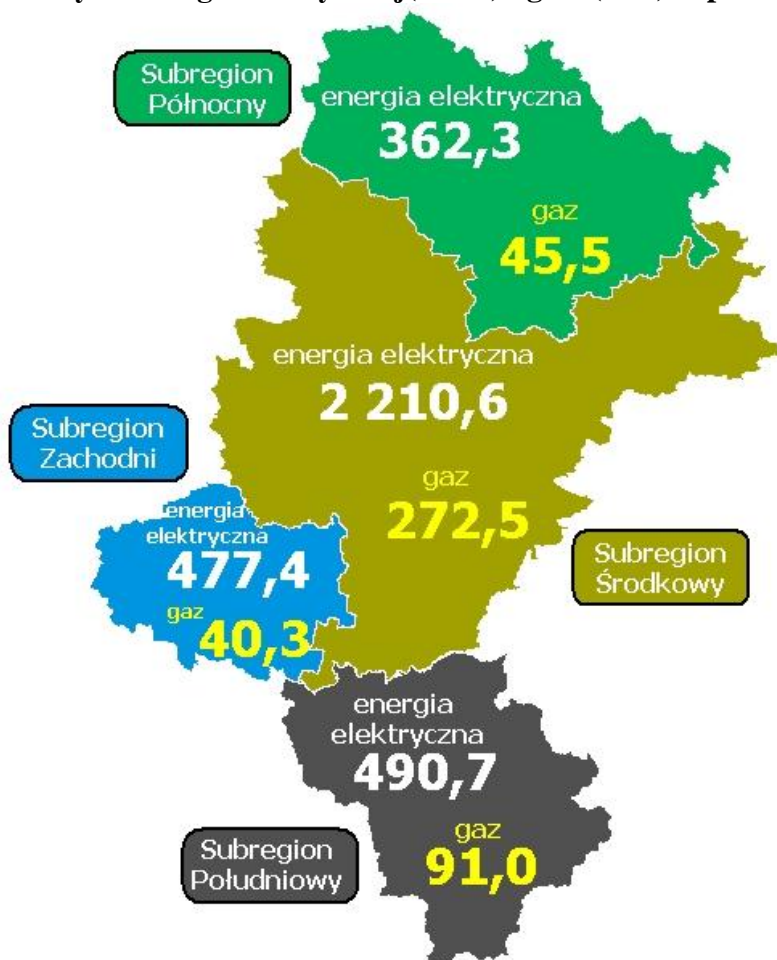 Subregion
Północny
energia elektryczna
362,3
gaz
45,5
energia elektryczna
2 210,6
gaz
272,5
Subregion
Zachodni
energia
elektryczna
477,4
gaz
40,3
Subregion
Środkowy
energia
elektryczna
490,7
gaz
91,0
Subregion
Południowy